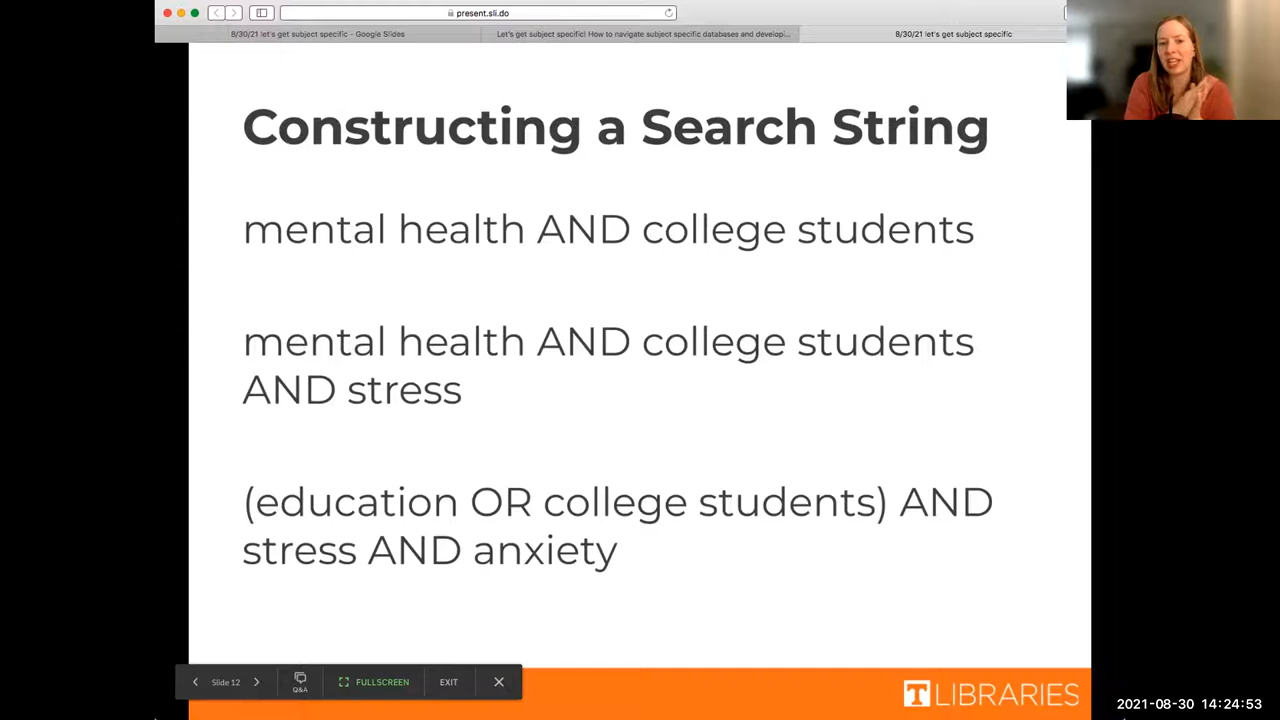 present.sli.do
8/30/21 let's get subject specific - Google Slides
Let's get subject specific! How to navigate subject specific databases and developi...
8/30/21 let's get subject specific
Constructing a Search String
mental health AND college students
mental health AND college students
AND stress
(education OR college students) AND
stress AND anxiety
Slide 12
Q&A
FULLSCREEN
EXIT
T LIBRARIES
2021-08-30 14:24:53